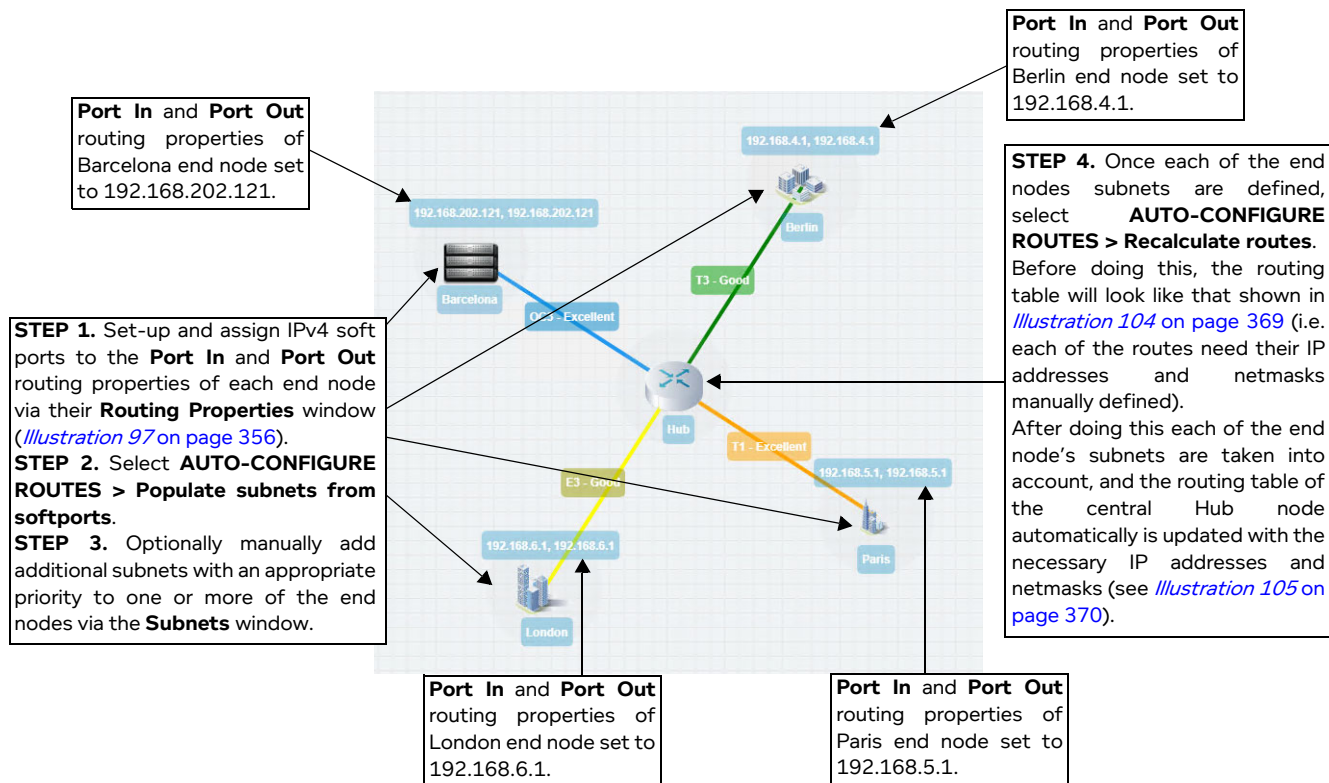 Port In and Port Out
routing properties of
Berlin end node set to
192.168.4.1.
Port In and Port Out
routing properties of
Barcelona end node set
to 192.168.202.121.
192.168.4.1, 192.168.4.1
Berlin
192.168.202.121, 192.168.202.121
Barcelona
T3 - Good
OC3 - Excellent
Hub
T1 - Excellent
E3 - Good
192.168.5.1, 192.168.5.1
Paris
192.168.6.1, 192.168.6.1
London
STEP 1. Set-up and assign IPv4 soft
ports to the Port In and Port Out
routing properties of each end node
via their Routing Properties window
(Illustration 97 on page 356).
STEP 2. Select AUTO-CONFIGURE
ROUTES > Populate subnets from
softports.
STEP 3. Optionally manually add
additional subnets with an appropriate
priority to one or more of the end
nodes via the Subnets window.
STEP 4. Once each of the end
nodes subnets are defined,
select AUTO-CONFIGURE
ROUTES > Recalculate routes.
Before doing this, the routing
table will look like that shown in
Illustration 104 on page 369 (i.e.
each of the routes need their IP
addresses and netmasks
manually defined).
After doing this each of the end
node's subnets are taken into
account, and the routing table of
the central Hub node
automatically is updated with the
necessary IP addresses and
netmasks (see Illustration 105 on
page 370).
Port In and Port Out
routing properties of
London end node set to
192.168.6.1.
Port In and Port Out
routing properties of
Paris end node set to
192.168.5.1.